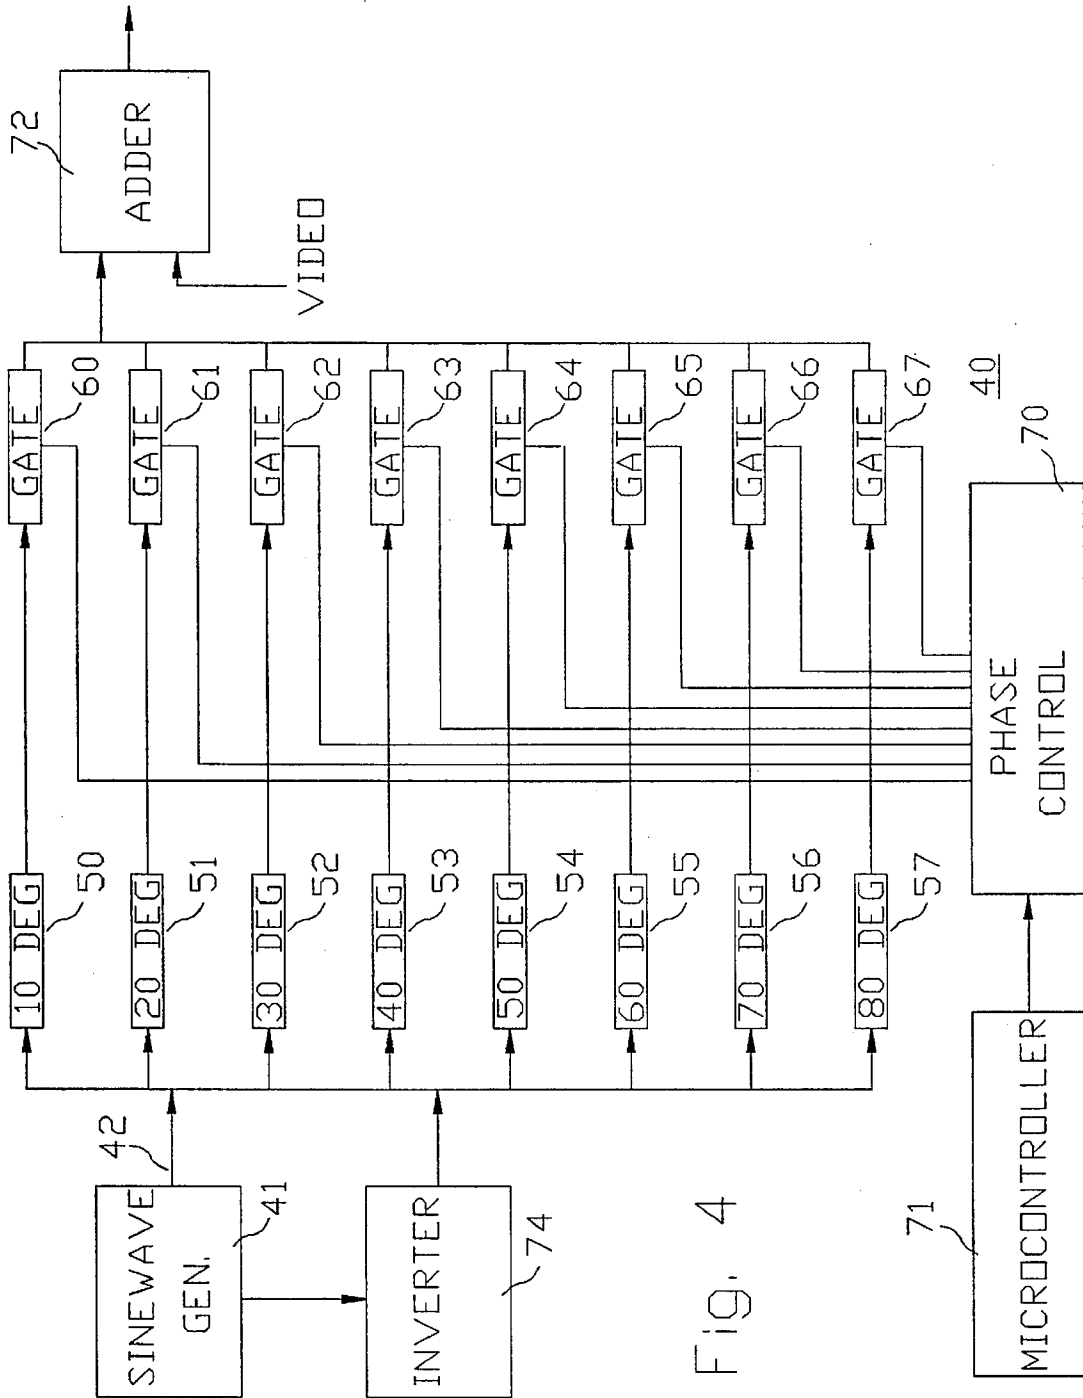 SINEWAVE
GEN.
41
42
INVERTER
74
10 DEG
50
20 DEG
51
30 DEG
52
40 DEG
53
50 DEG
54
60 DEG
55
70 DEG
56
80 DEG
57
GATE
60
GATE
61
GATE
62
GATE
63
GATE
64
GATE
65
GATE
66
GATE
67
ADDER
72
VIDEO
40
PHASE
CONTROL
70
MICROCONTROLLER
71
Fig. 4